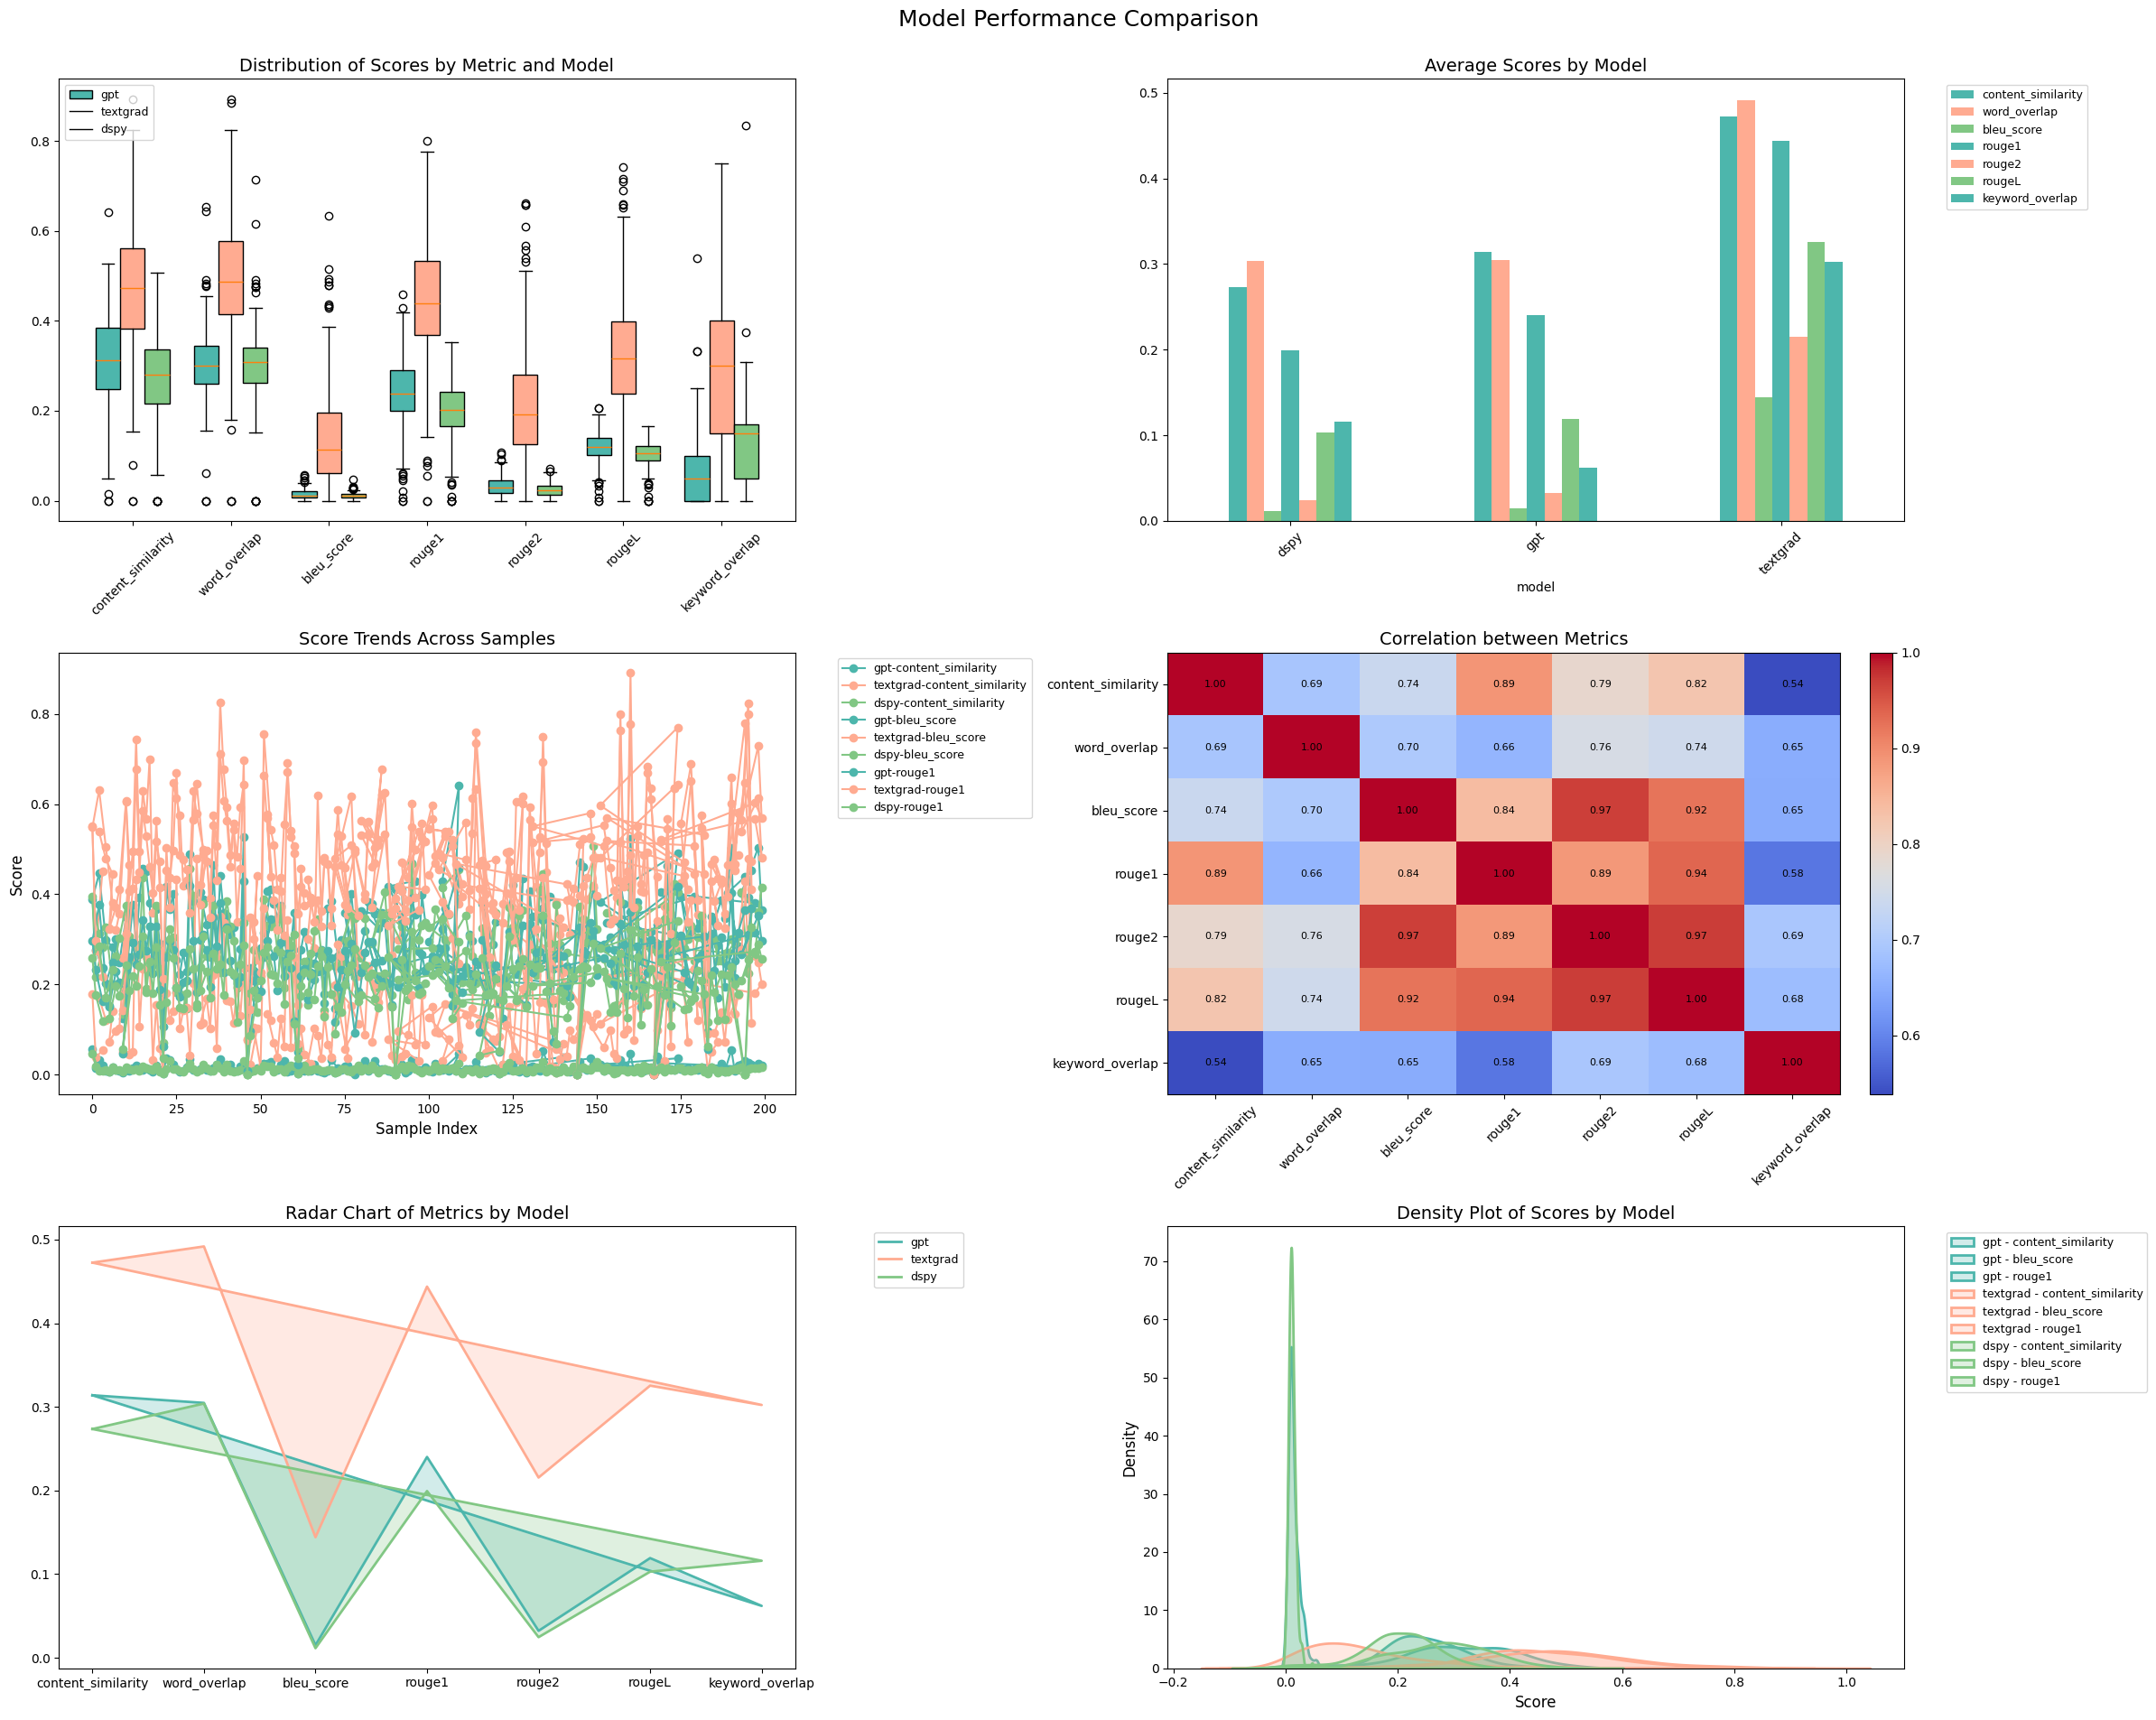 Model Performance Comparison
Distribution of Scores by Metric and Model
gpt
textgrad
dspy
0.8
0.6
0.4
0.2
0.0
content_similarity
word_overlap
bleu_score
rouge1
rouge2
rougeL
keyword_overlap
Average Scores by Model
content_similarity
word_overlap
bleu_score
rouge1
rouge2
rougeL
keyword_overlap
0.5
0.4
0.3
0.2
0.1
0.0
dspy
gpt
textgrad
model
Score Trends Across Samples
gpt-content_similarity
textgrad-content_similarity
dspy-content_similarity
gpt-bleu_score
textgrad-bleu_score
dspy-bleu_score
gpt-rouge1
textgrad-rouge1
dspy-rouge1
Score
0.8
0.6
0.4
0.2
0.0
0 25 50 75 100 125 150 175 200
Sample Index
Correlation between Metrics
content_similarity 1.00 0.69 0.74 0.89 0.79 0.82 0.54
word_overlap 0.69 1.00 0.70 0.66 0.76 0.74 0.65
bleu_score 0.74 0.70 1.00 0.84 0.97 0.92 0.65
rouge1 0.89 0.66 0.84 1.00 0.89 0.94 0.58
rouge2 0.79 0.76 0.97 0.89 1.00 0.97 0.69
rougeL 0.82 0.74 0.92 0.94 0.97 1.00 0.68
keyword_overlap 0.54 0.65 0.65 0.58 0.69 0.68 1.00
content_similarity
word_overlap
bleu_score
rouge1
rouge2
rougeL
keyword_overlap
1.0
0.9
0.8
0.7
0.6
Radar Chart of Metrics by Model
gpt
textgrad
dspy
0.5
0.4
0.3
0.2
0.1
0.0
content_similarity word_overlap bleu_score rouge1 rouge2 rougeL keyword_overlap
Density Plot of Scores by Model
gpt - content_similarity
gpt - bleu_score
gpt - rouge1
textgrad - content_similarity
textgrad - bleu_score
textgrad - rouge1
dspy - content_similarity
dspy - bleu_score
dspy - rouge1
Density
70
60
50
40
30
20
10
0
−0.2 0.0 0.2 0.4 0.6 0.8 1.0
Score